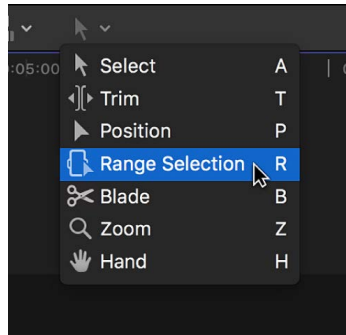 :05:00
Select A
Trim T
Position P
Range Selection R
Blade B
Zoom Z
Hand H